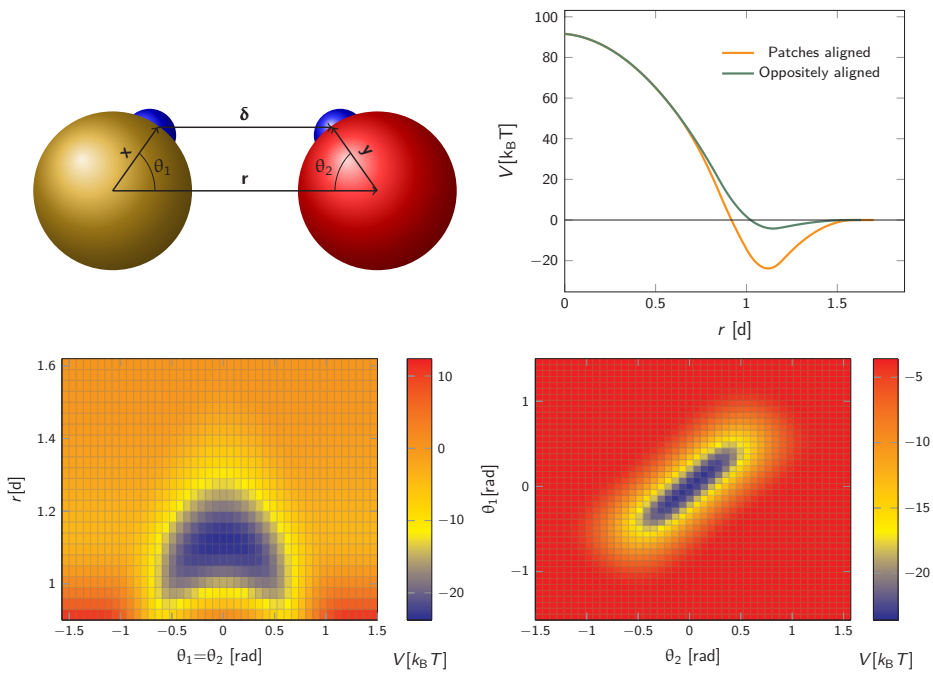 δ
x
y
θ1
θ2
r
100
80
60
40
20
0
−20
V[kBT]
Patches aligned
Oppositely aligned
0
0.5
1
1.5
r [d]
1.6
1.4
1.2
1
r[d]
−1.5
−1
−0.5
0
0.5
1
1.5
θ1=θ2 [rad]
10
0
−10
−20
V[kBT]
1
0
−1
θ1[rad]
−1.5
−1
−0.5
0
0.5
1
1.5
θ2 [rad]
−5
−10
−15
−20
V[kBT]